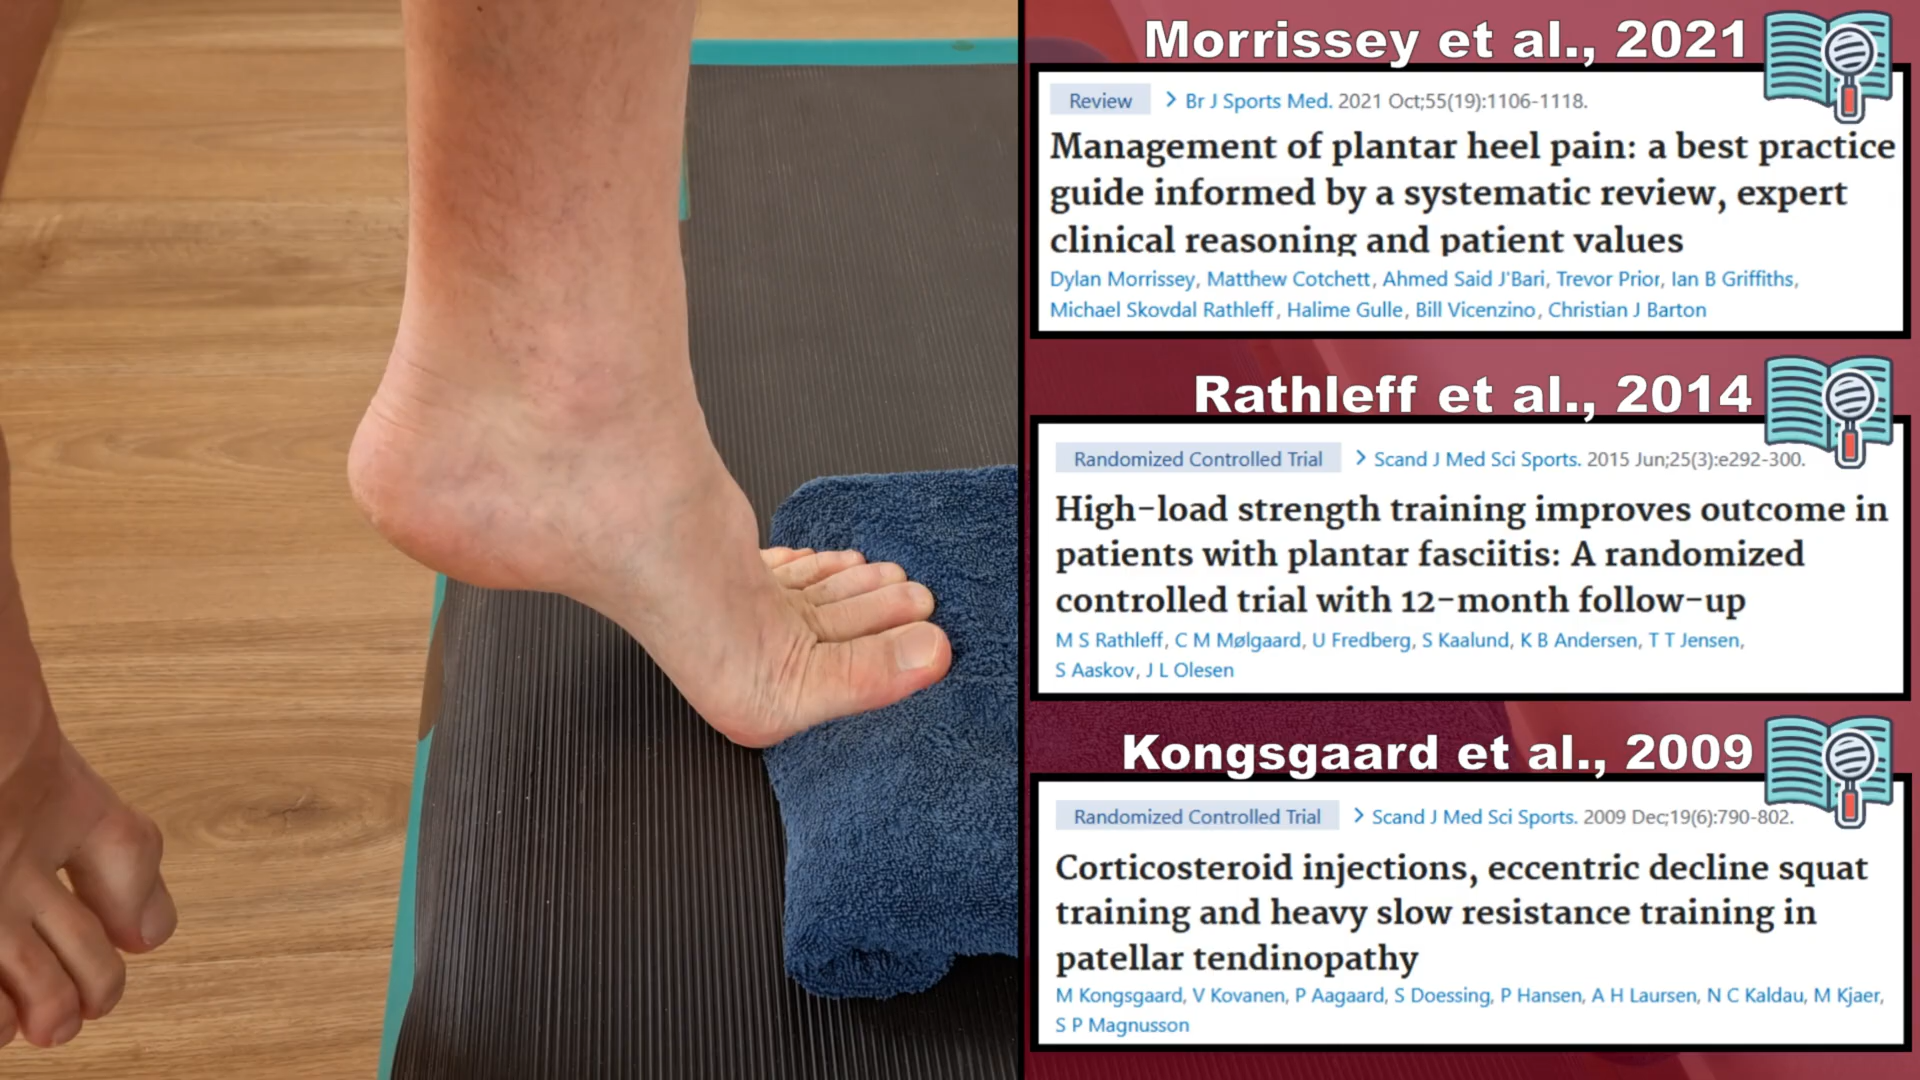 Morrissey et al., 2021
Review > Br J Sports Med. 2021 Oct;55(19):1106-1118.
Management of plantar heel pain: a best practice
guide informed by a systematic review, expert
clinical reasoning and patient values
Dylan Morrissey, Matthew Cotchett, Ahmed Said J'Bari, Trevor Prior, Ian B Griffiths,
Michael Skovdal Rathleff, Halime Gulle, Bill Vicenzino, Christian J Barton
Rathleff et al., 2014
Randomized Controlled Trial > Scand J Med Sci Sports. 2015 Jun;25(3):e292-300.
High-load strength training improves outcome in
patients with plantar fasciitis: A randomized
controlled trial with 12-month follow-up
M S Rathleff, C M Mølgaard, U Fredberg, S Kaalund, K B Andersen, T T Jensen,
S Aaskov, J L Olesen
Kongsgaard et al., 2009
Randomized Controlled Trial > Scand J Med Sci Sports. 2009 Dec;19(6):790-802.
Corticosteroid injections, eccentric decline squat
training and heavy slow resistance training in
patellar tendinopathy
M Kongsgaard, V Kovanen, P Aagaard, S Doessing, P Hansen, A H Laursen, N C Kaldau, M Kjaer,
S P Magnusson